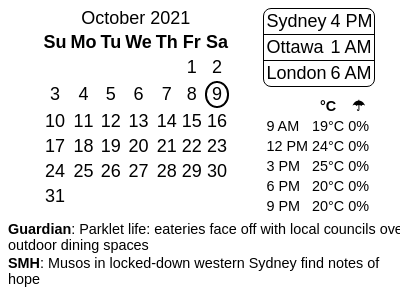 October 2021
Su Mo Tu We Th Fr Sa
1 2
3 4 5 6 7 8 9
10 11 12 13 14 15 16
17 18 19 20 21 22 23
24 25 26 27 28 29 30
31
Sydney 4 PM
Ottawa 1 AM
London 6 AM
°C ☂
9 AM 19°C 0%
12 PM 24°C 0%
3 PM 25°C 0%
6 PM 20°C 0%
9 PM 20°C 0%
Guardian: Parklet life: eateries face off with local councils ove
outdoor dining spaces
SMH: Musos in locked-down western Sydney find notes of
hope